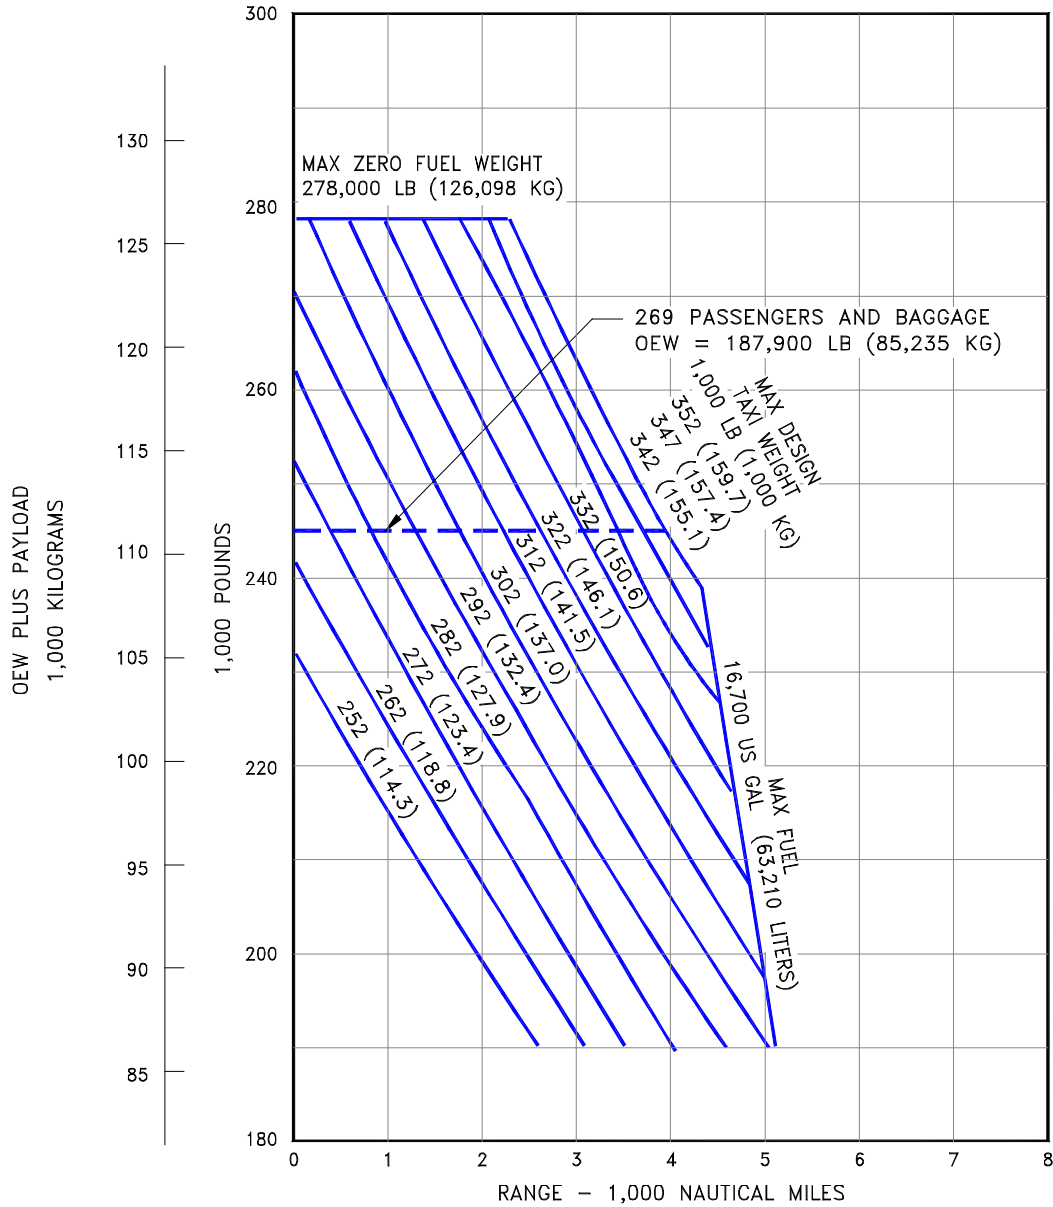 300
280
260
240
220
200
180
130
125
120
115
110
105
100
95
90
85
OEW PLUS PAYLOAD
1,000 KILOGRAMS
1,000 POUNDS
MAX ZERO FUEL WEIGHT
278,000 LB (126,098 KG)
269 PASSENGERS AND BAGGAGE
OEW = 187,900 LB (85,235 KG)
MAX DESIGN
TAXI WEIGHT
1,000 LB (1,000 KG)
352 (159.7)
347 (157.4)
342 (155.1)
332 (150.6)
322 (146.1)
312 (141.5)
302 (137.0)
292 (132.4)
282 (127.9)
272 (123.4)
262 (118.8)
252 (114.3)
MAX FUEL
16,700 US GAL (63,210 LITERS)
0 1 2 3 4 5 6 7 8
RANGE – 1,000 NAUTICAL MILES